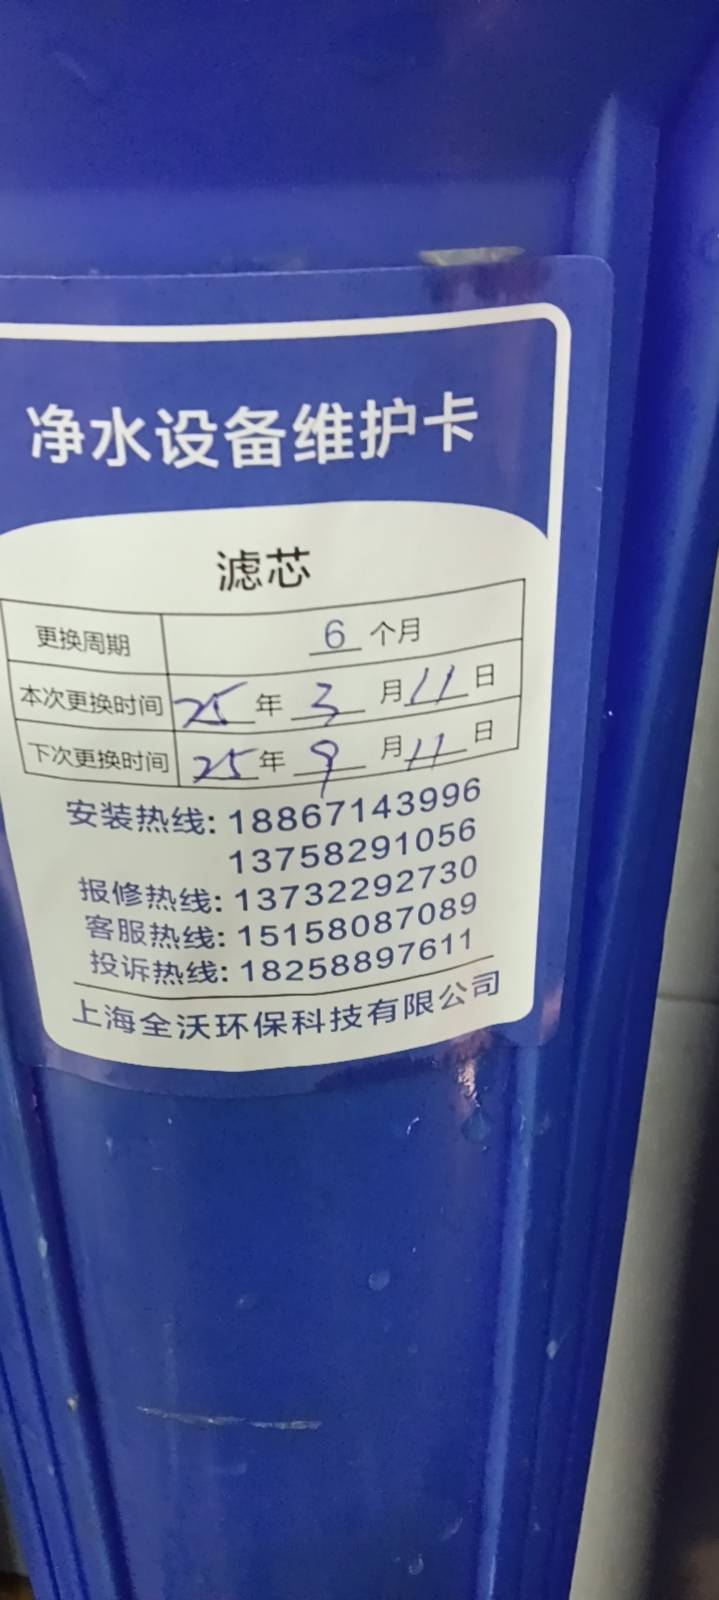 净水设备维护卡
滤芯
更换周期 6 个月
本次更换时间 25 年 3 月 11 日
下次更换时间 25 年 9 月 11 日
安装热线: 18867143996
13758291056
报修热线: 13732292730
客服热线: 15158087089
投诉热线: 18258897611
上海全沃环保科技有限公司